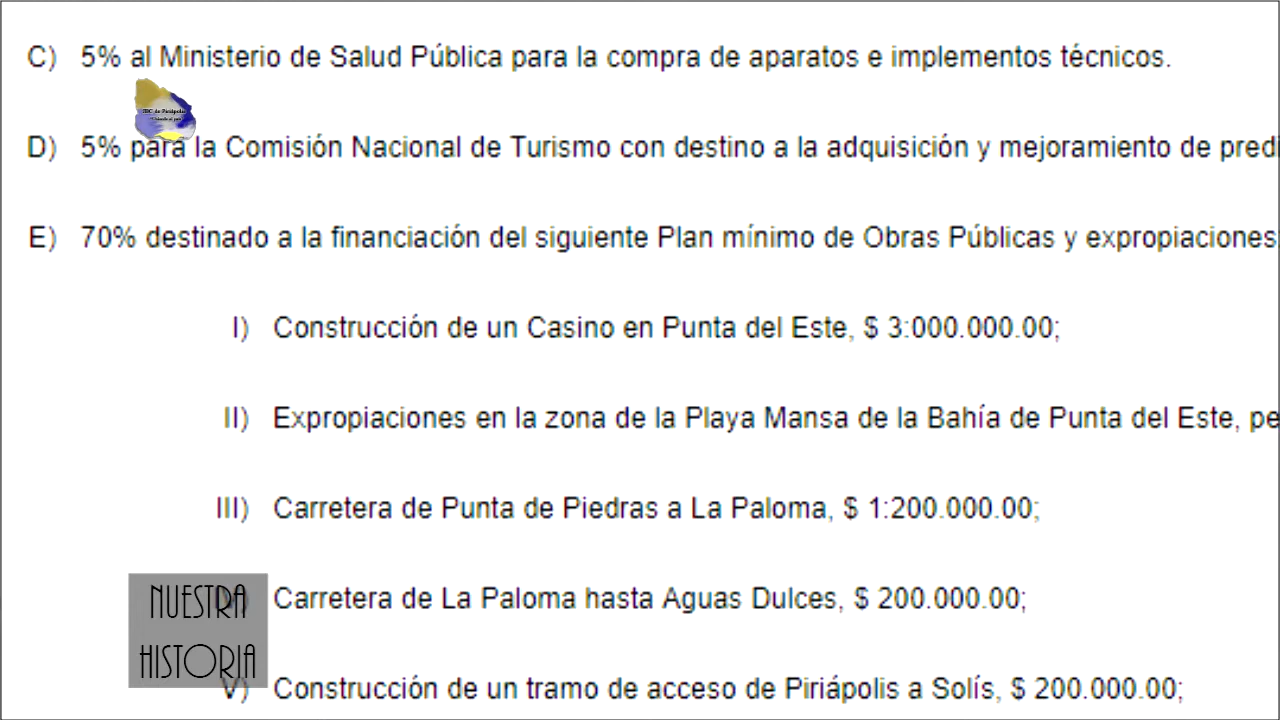 C) 5% al Ministerio de Salud Pública para la compra de aparatos e implementos técnicos.
D) 5% para la Comisión Nacional de Turismo con destino a la adquisición y mejoramiento de predi
E) 70% destinado a la financiación del siguiente Plan mínimo de Obras Públicas y expropiaciones
I) Construcción de un Casino en Punta del Este, $ 3:000.000.00;
II) Expropiaciones en la zona de la Playa Mansa de la Bahía de Punta del Este, pe
III) Carretera de Punta de Piedras a La Paloma, $ 1:200.000.00;
Carretera de La Paloma hasta Aguas Dulces, $ 200.000.00;
V) Construcción de un tramo de acceso de Piriápolis a Solís, $ 200.000.00;
NUESTRA
HISTORIA